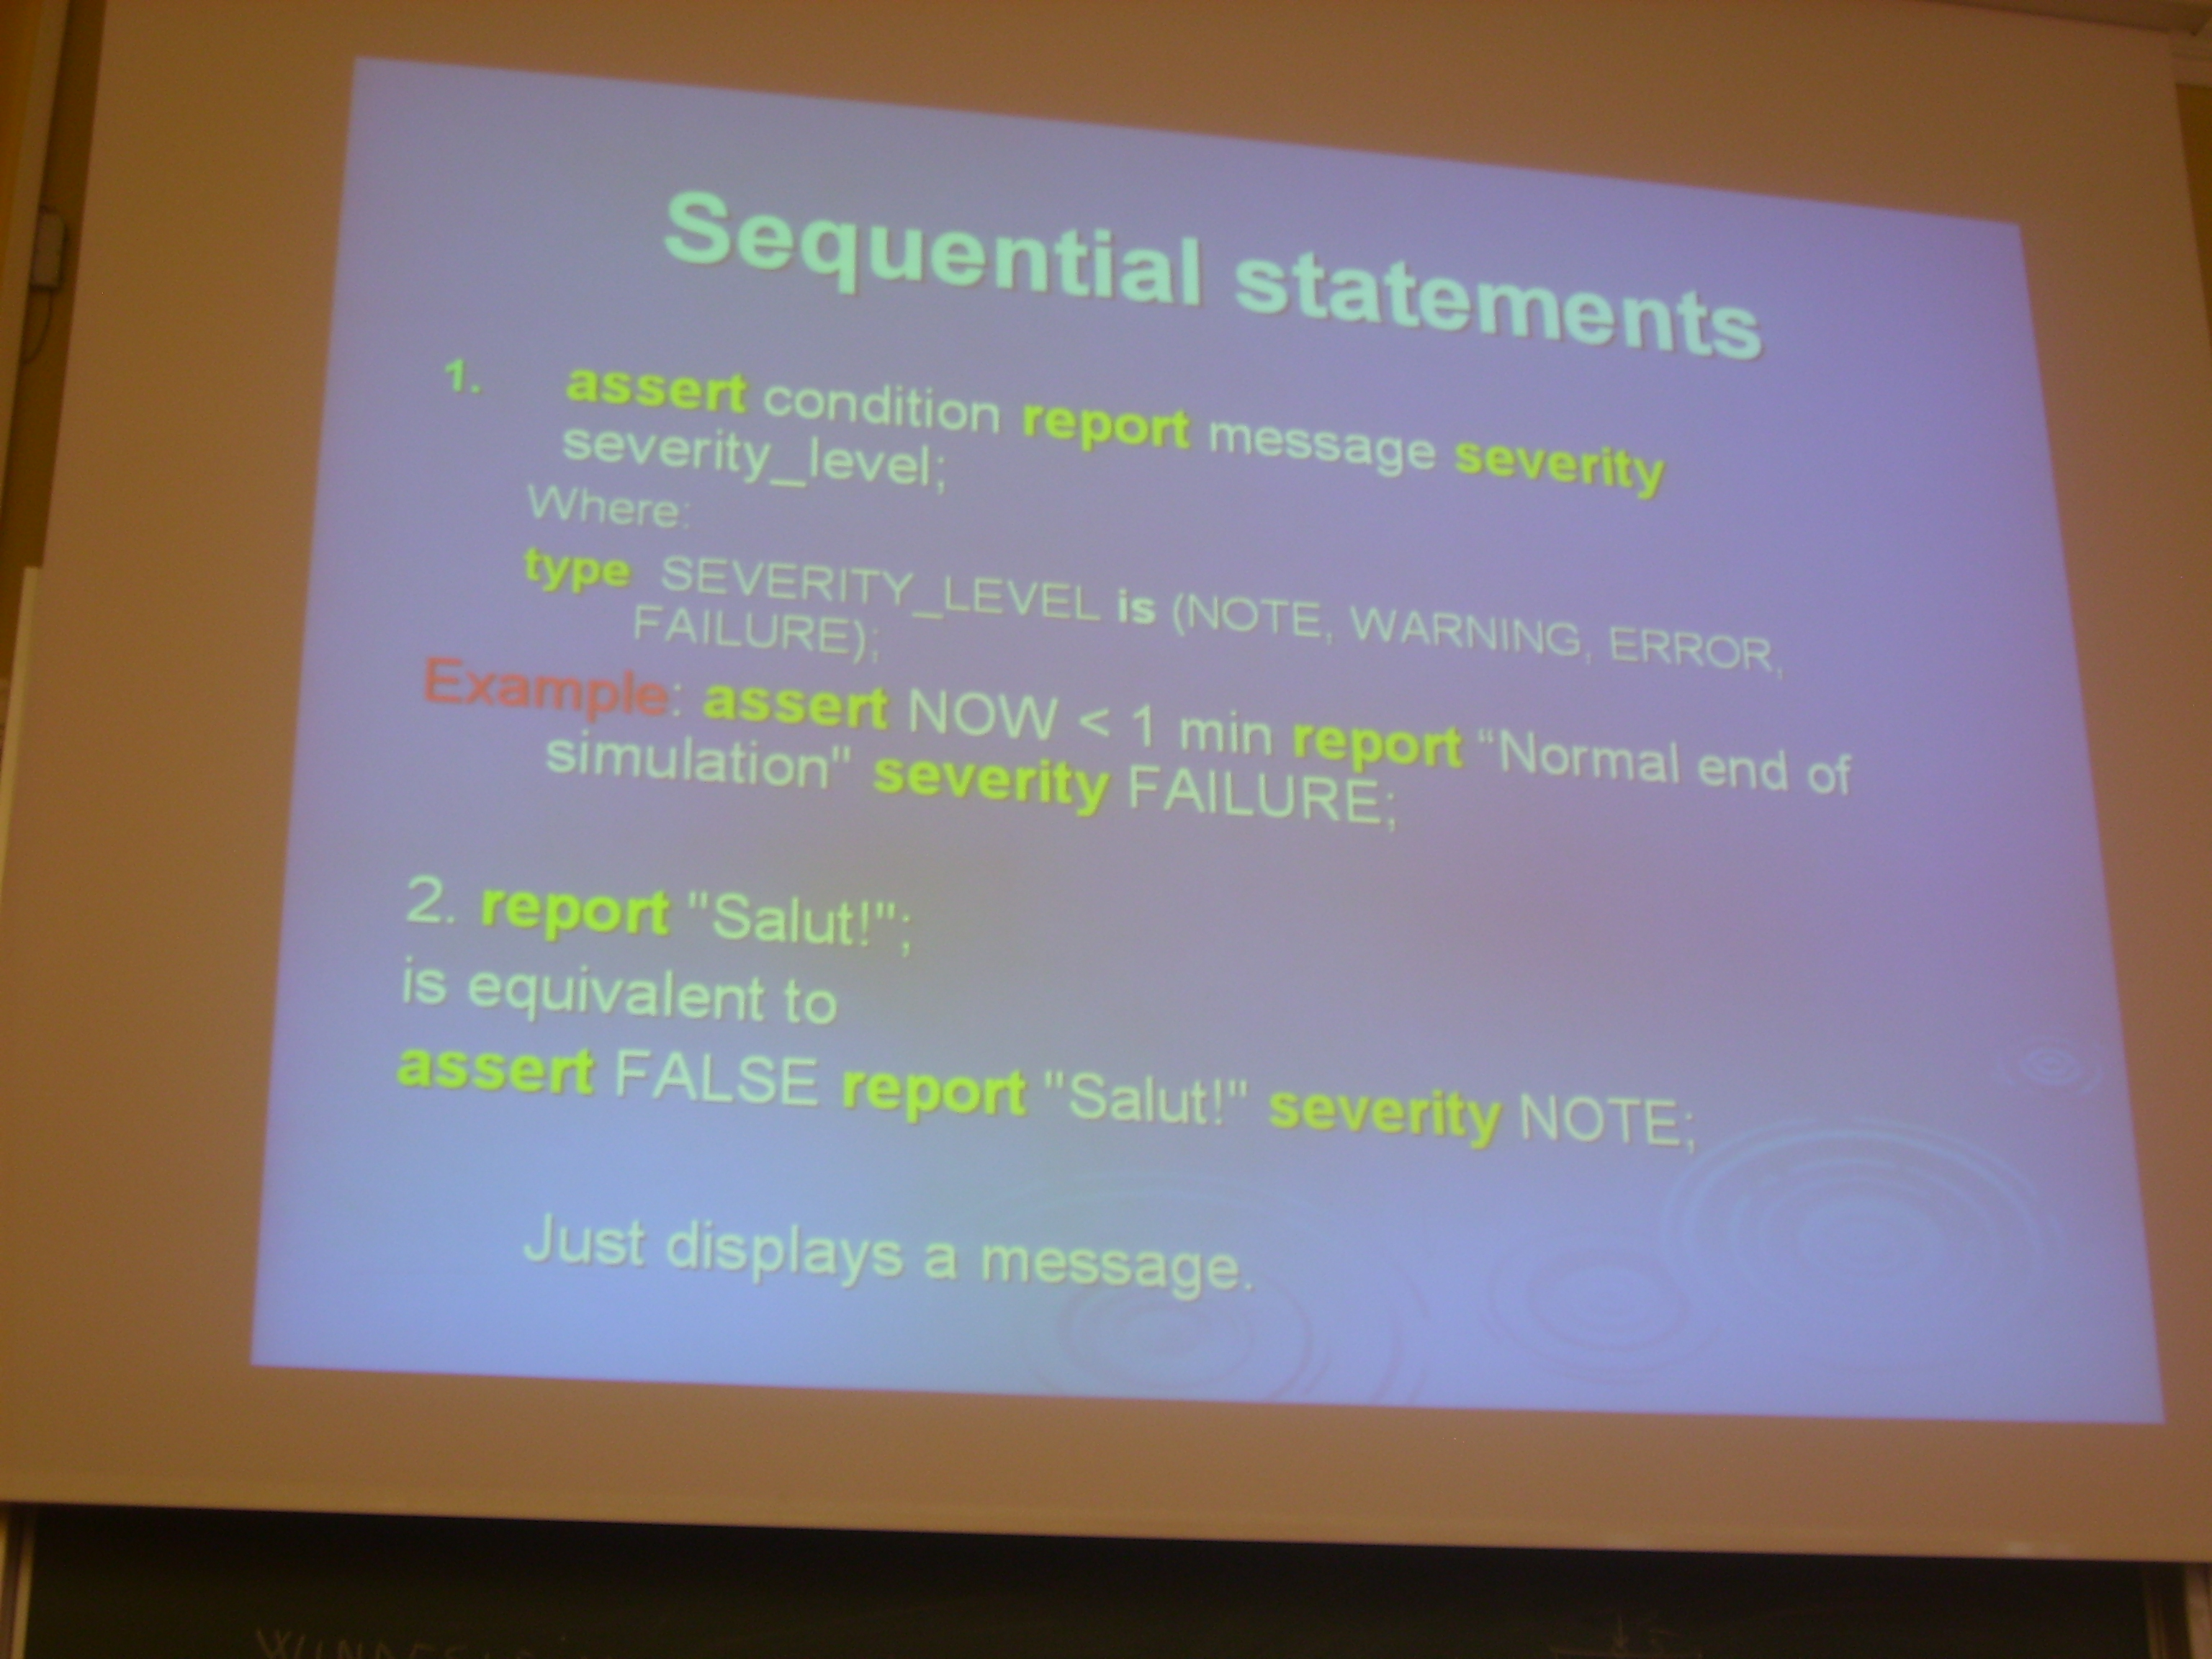 Sequential statements
1. assert condition report message severity
severity_level;
Where:
type SEVERITY_LEVEL is (NOTE, WARNING, ERROR,
FAILURE);
Example: assert NOW < 1 min report “Normal end of
simulation" severity FAILURE;
2. report "Salut!";
is equivalent to
assert FALSE report "Salut!" severity NOTE;
Just displays a message.